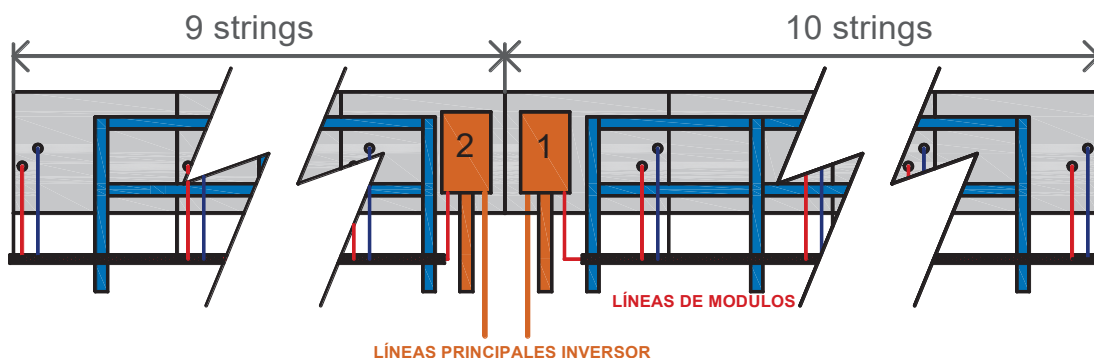 9 strings
10 strings
2
1
LÍNEAS DE MODULOS
LÍNEAS PRINCIPALES INVERSOR